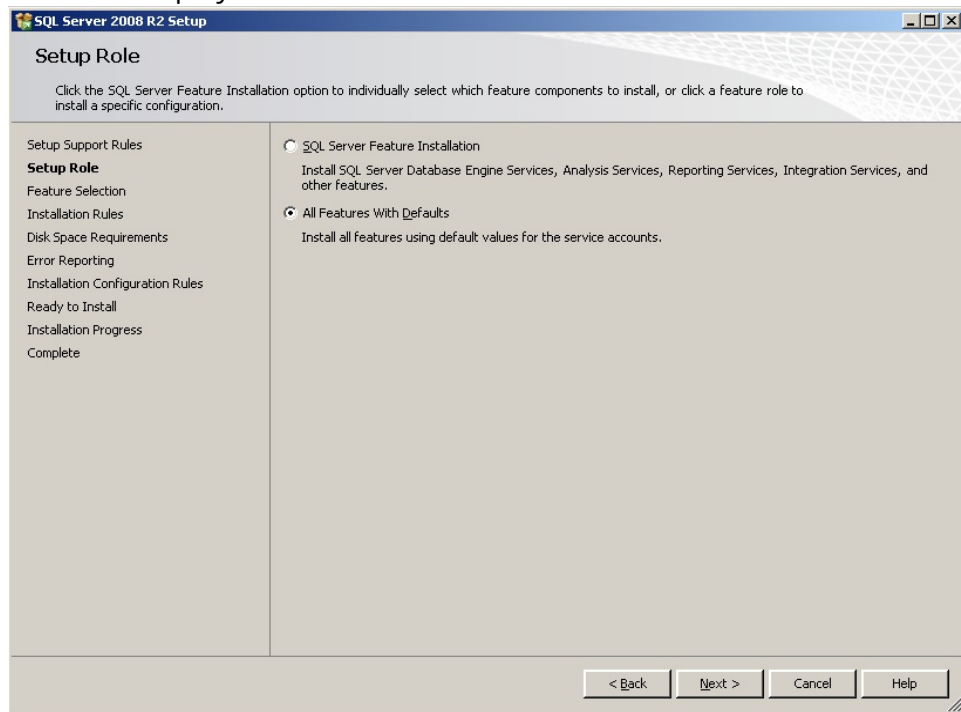 SQL Server 2008 R2 Setup
Setup Role
Click the SQL Server Feature Installation option to individually select which feature components to install, or click a feature role to
install a specific configuration.
Setup Support Rules
Setup Role
Feature Selection
Installation Rules
Disk Space Requirements
Error Reporting
Installation Configuration Rules
Ready to Install
Installation Progress
Complete
SQL Server Feature Installation
Install SQL Server Database Engine Services, Analysis Services, Reporting Services, Integration Services, and
other features.
All Features With Defaults
Install all features using default values for the service accounts.
< Back
Next >
Cancel
Help